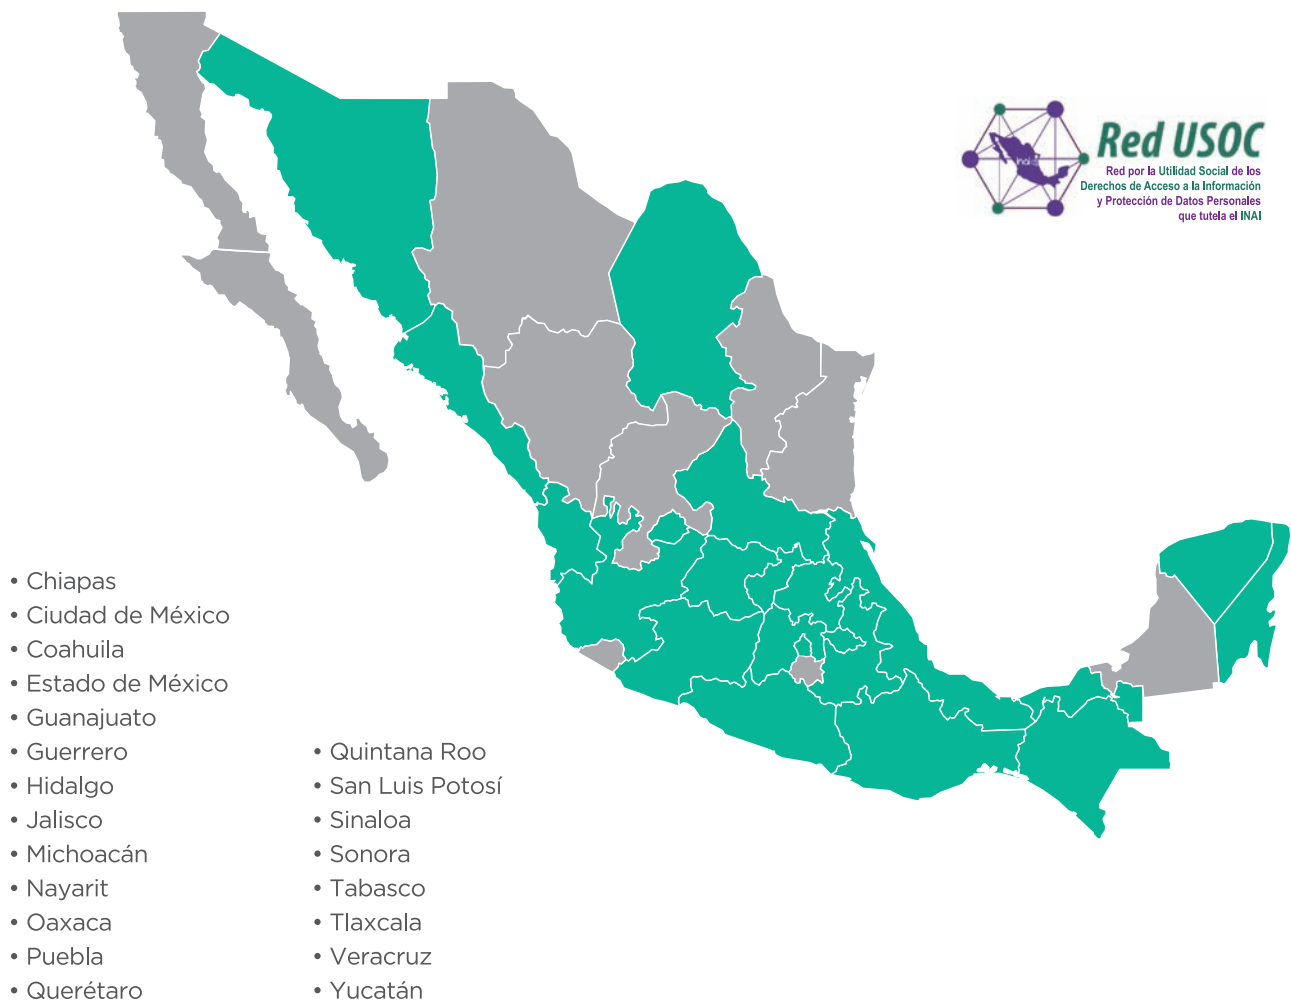 Red USOC
Red por la Utilidad Social de los
Derechos de Acceso a la Información
y Protección de Datos Personales
que tutela el INAI
inai
• Chiapas
• Ciudad de México
• Coahuila
• Estado de México
• Guanajuato
• Guerrero
• Hidalgo
• Jalisco
• Michoacán
• Nayarit
• Oaxaca
• Puebla
• Querétaro
• Quintana Roo
• San Luis Potosí
• Sinaloa
• Sonora
• Tabasco
• Tlaxcala
• Veracruz
• Yucatán